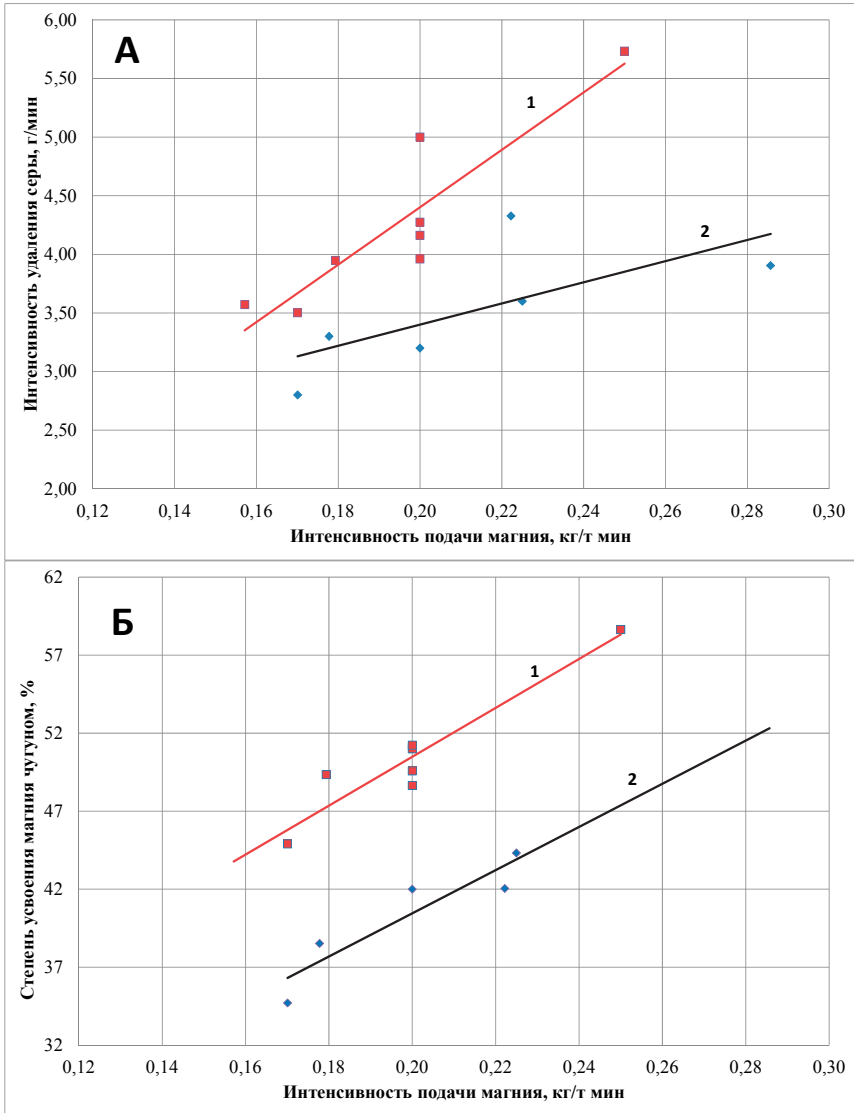 А
Интенсивность удаления серы, г/мин
6,00
5,50
5,00
4,50
4,00
3,50
3,00
2,50
2,00
1
2
0,12 0,14 0,16 0,18 0,20 0,22 0,24 0,26 0,28 0,30
Интенсивность подачи магния, кг/т мин
Б
Степень усвоения магния чугуном, %
62
57
52
47
42
37
32
1
2
0,12 0,14 0,16 0,18 0,20 0,22 0,24 0,26 0,28 0,30
Интенсивность подачи магния, кг/т мин